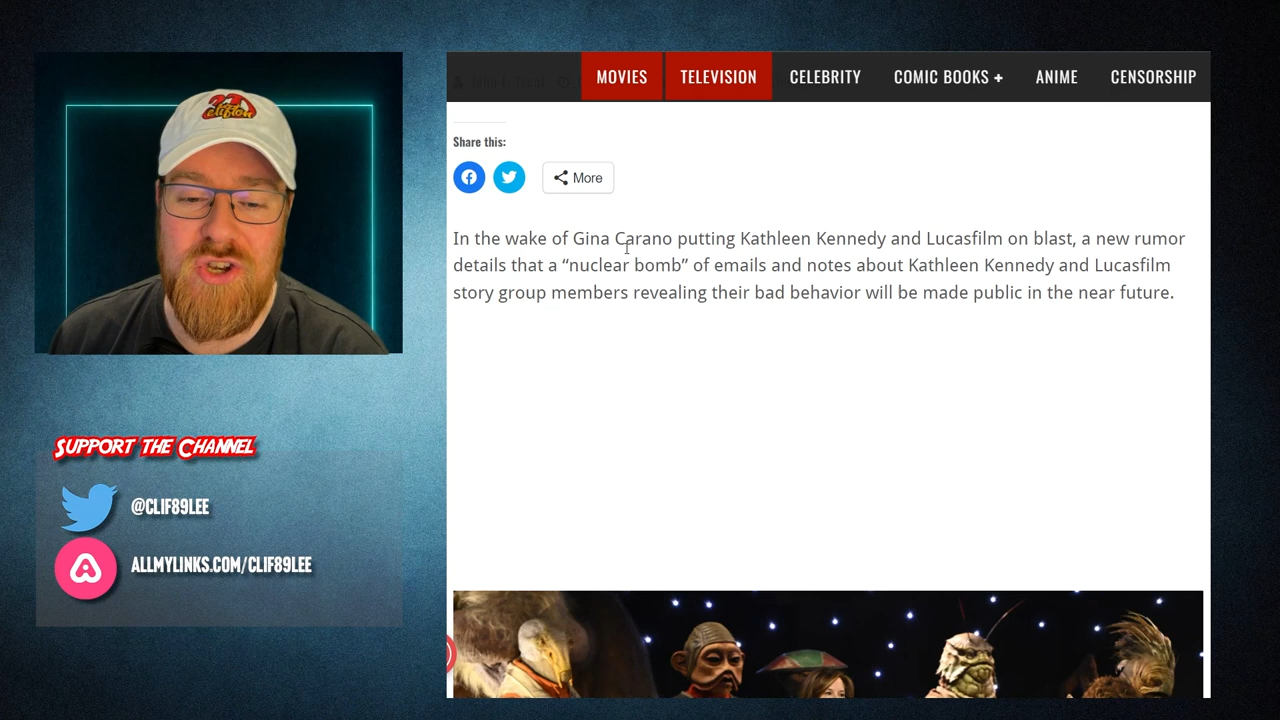 MOVIES TELEVISION CELEBRITY COMIC BOOKS + ANIME CENSORSHIP
Share this:
More
In the wake of Gina Carano putting Kathleen Kennedy and Lucasfilm on blast, a new rumor
details that a “nuclear bomb” of emails and notes about Kathleen Kennedy and Lucasfilm
story group members revealing their bad behavior will be made public in the near future.
clifton
SUPPORT THE CHANNEL
@CLIF89LEE
ALLMYLINKS.COM/CLIF89LEE